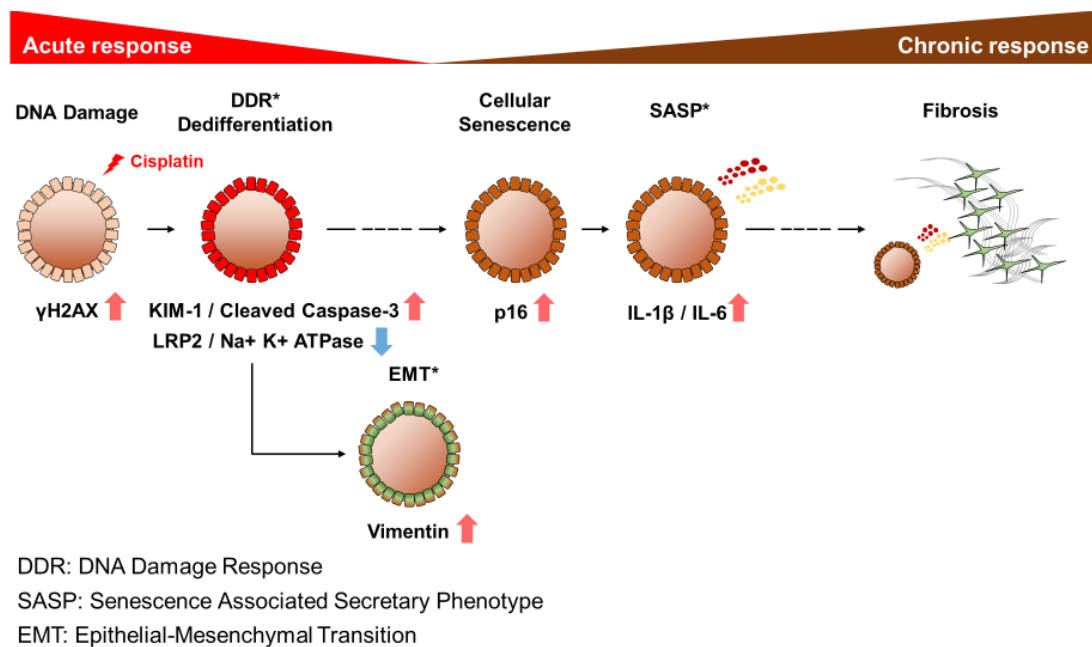 Acute response
Chronic response
DNA Damage
DDR*
Dedifferentiation
Cellular
Senescence
SASP*
Fibrosis
Cisplatin
γH2AX
KIM-1 / Cleaved Caspase-3
LRP2 / Na+ K+ ATPase
p16
IL-1β / IL-6
EMT*
Vimentin
DDR: DNA Damage Response
SASP: Senescence Associated Secretary Phenotype
EMT: Epithelial-Mesenchymal Transition